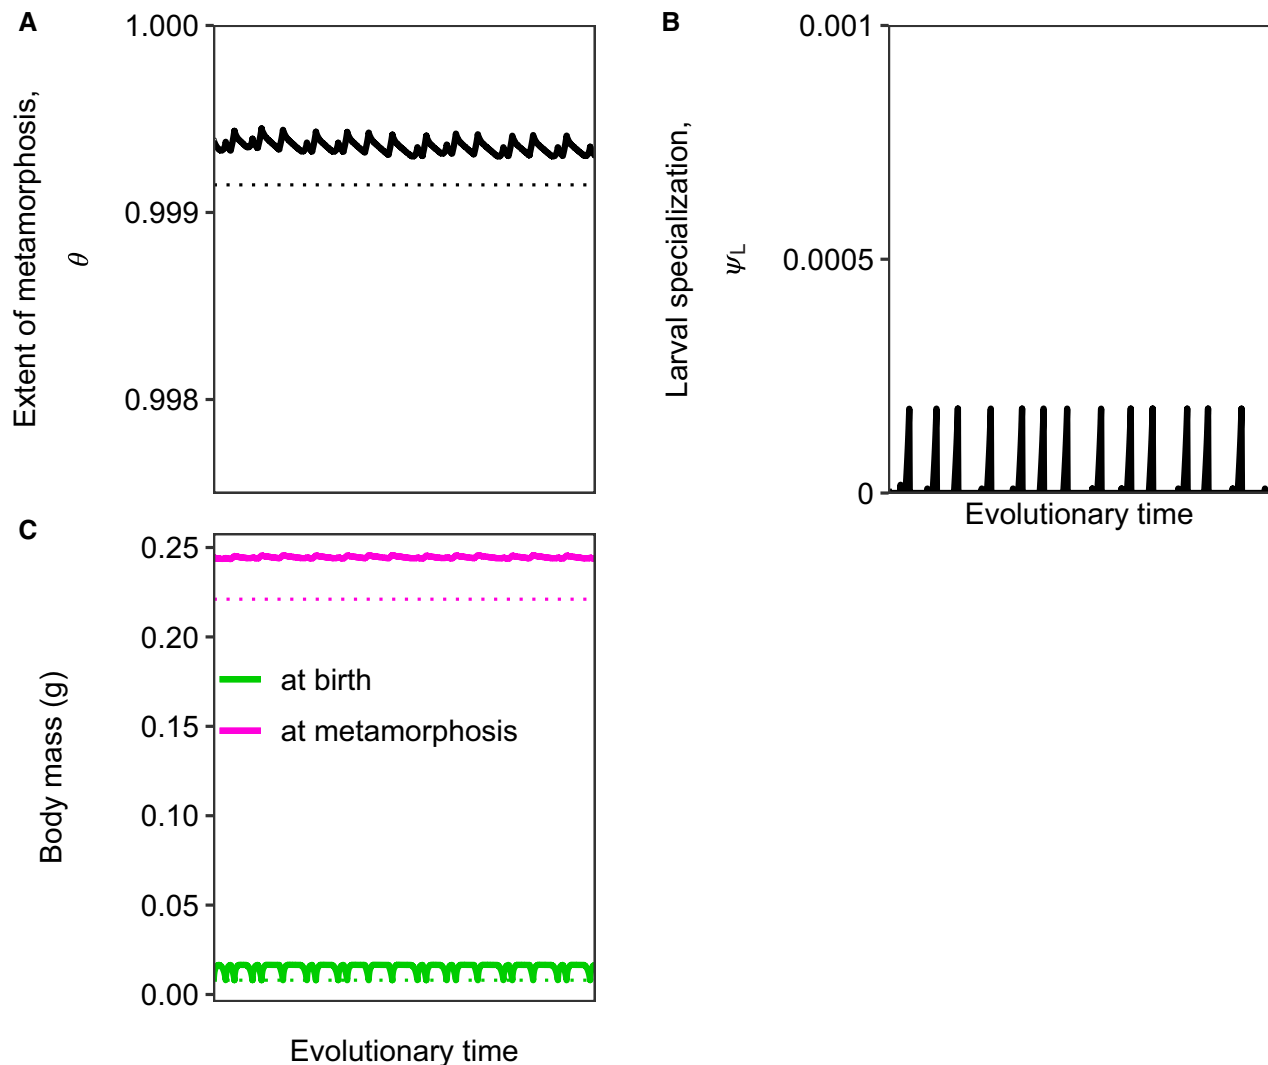 A
Extent of metamorphosis,
θ
1.000
0.999
0.998
B
Larval specialization,
ψL
0.001
0.0005
0
Evolutionary time
C
Body mass (g)
0.25
0.20
0.15
0.10
0.05
0.00
at birth
at metamorphosis
Evolutionary time